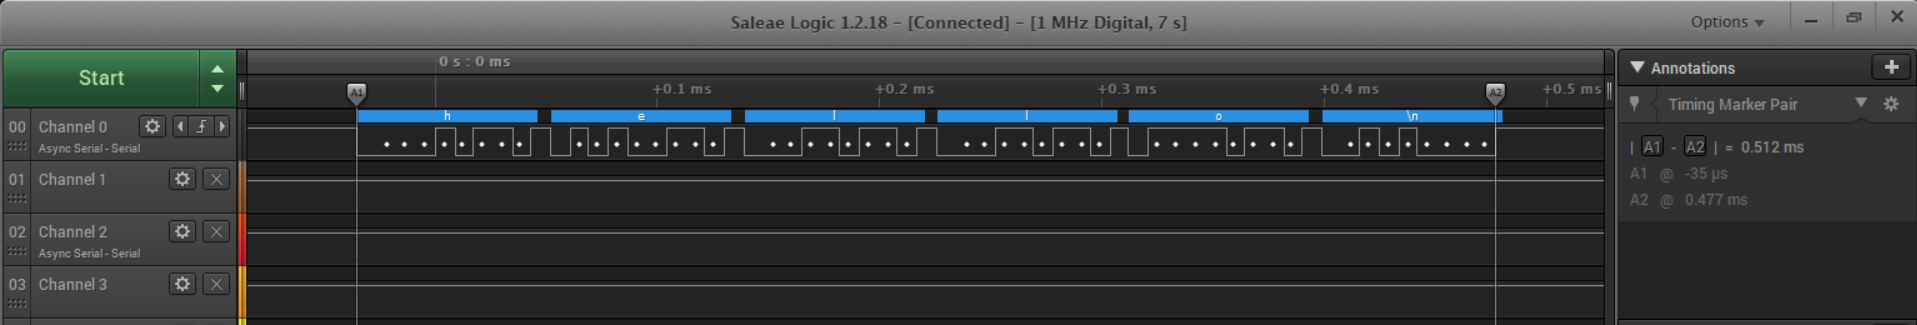 Saleae Logic 1.2.18 - [Connected] - [1 MHz Digital, 7 s]
Options
Start
0 s : 0 ms
+0.1 ms +0.2 ms +0.3 ms +0.4 ms +0.5 ms
A1 A2
h e l l o \n
00 Channel 0
Async Serial - Serial
01 Channel 1
02 Channel 2
Async Serial - Serial
03 Channel 3
Annotations
Timing Marker Pair
| A1 - A2 | = 0.512 ms
A1 @ -35 µs
A2 @ 0.477 ms